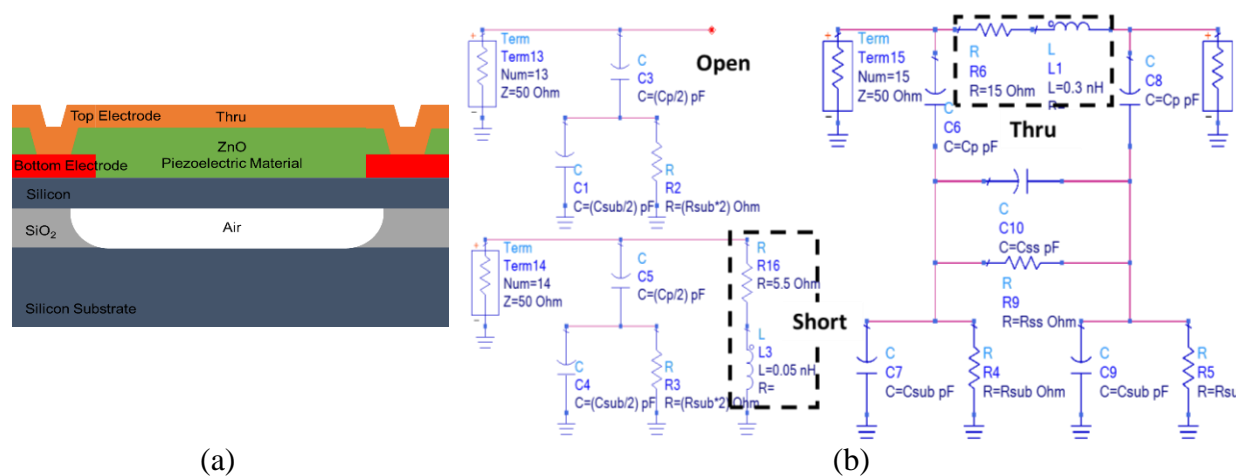 Top Electrode
Thru
ZnO
Bottom Electrode
Piezoelectric Material
Silicon
SiO2
Air
Silicon Substrate
(a)
Term
Term13
Num=13
Z=50 Ohm
C
C3
C=(Cp/2) pF
Open
C
C1
C=(Csub/2) pF
R
R2
R=(Rsub*2) Ohm
Term
Term14
Num=14
Z=50 Ohm
C
C5
C=(Cp/2) pF
R
R16
R=5.5 Ohm
Short
L
L3
L=0.05 nH
R=
C
C4
C=(Csub/2) pF
R
R3
R=(Rsub*2) Ohm
Term
Term15
Num=15
Z=50 Ohm
R
R6
R=15 Ohm
L
L1
L=0.3 nH
R=
Thru
C
C6
C=Cp pF
C
C8
C=Cp pF
C
C10
C=Css pF
R
R9
R=Rss Ohm
C
C7
C=Csub pF
R
R4
R=Rsub Ohm
C
C9
C=Csub pF
R
R5
R=Rsu
(b)